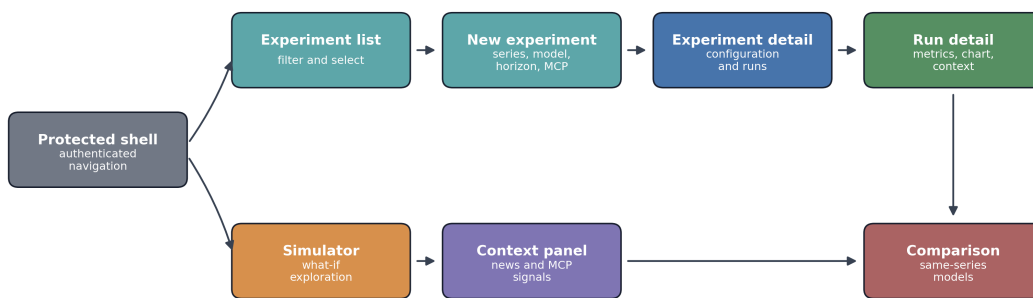 Experiment list
filter and select
New experiment
series, model,
horizon, MCP
Experiment detail
configuration
and runs
Run detail
metrics, chart,
context
Protected shell
authenticated
navigation
Simulator
what-if
exploration
Context panel
news and MCP
signals
Comparison
same-series
models